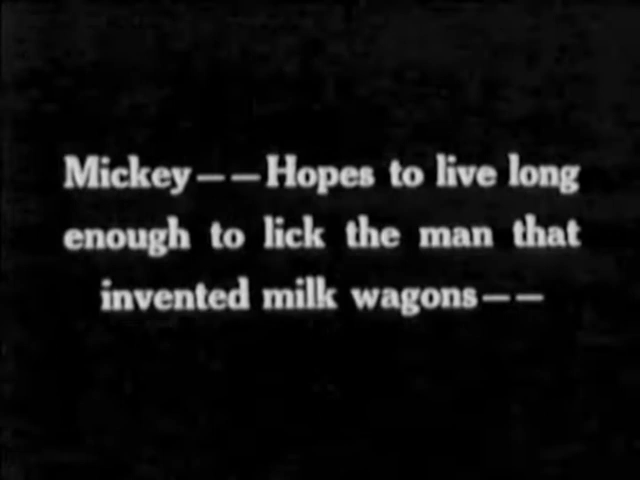 Mickey——Hopes to live long
enough to lick the man that
invented milk wagons——